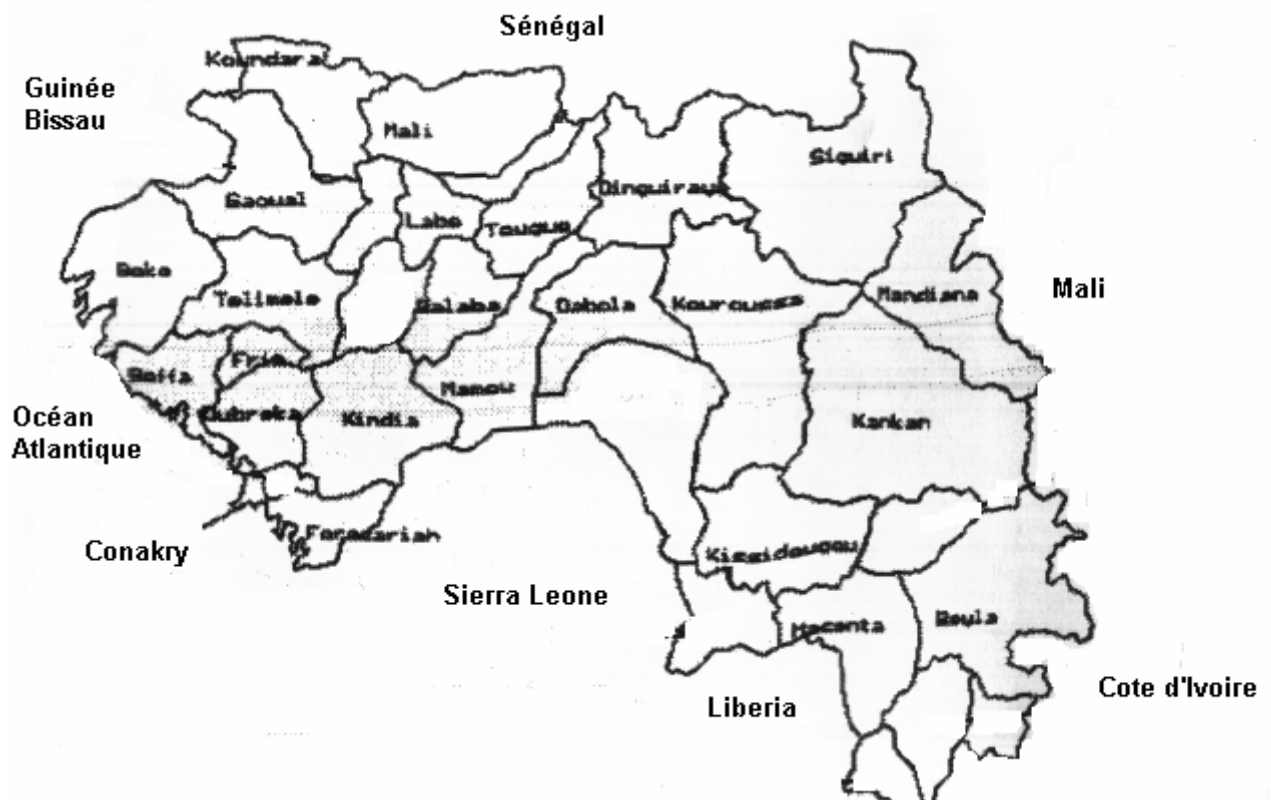 Sénégal
Koundara
Guinée
Bissau
Mali
Siguiri
Dinguiraye
Gaoual
Labe
Tougue
Boke
Mali
Telimele
Dalaba
Dabola
Kouroussa
Mandiana
Fria
Boffa
Mamou
Océan
Atlantique
Dubreka
Kindia
Kankan
Forecariah
Conakry
Kissidougou
Sierra Leone
Macenta
Beyla
Cote d'Ivoire
Liberia